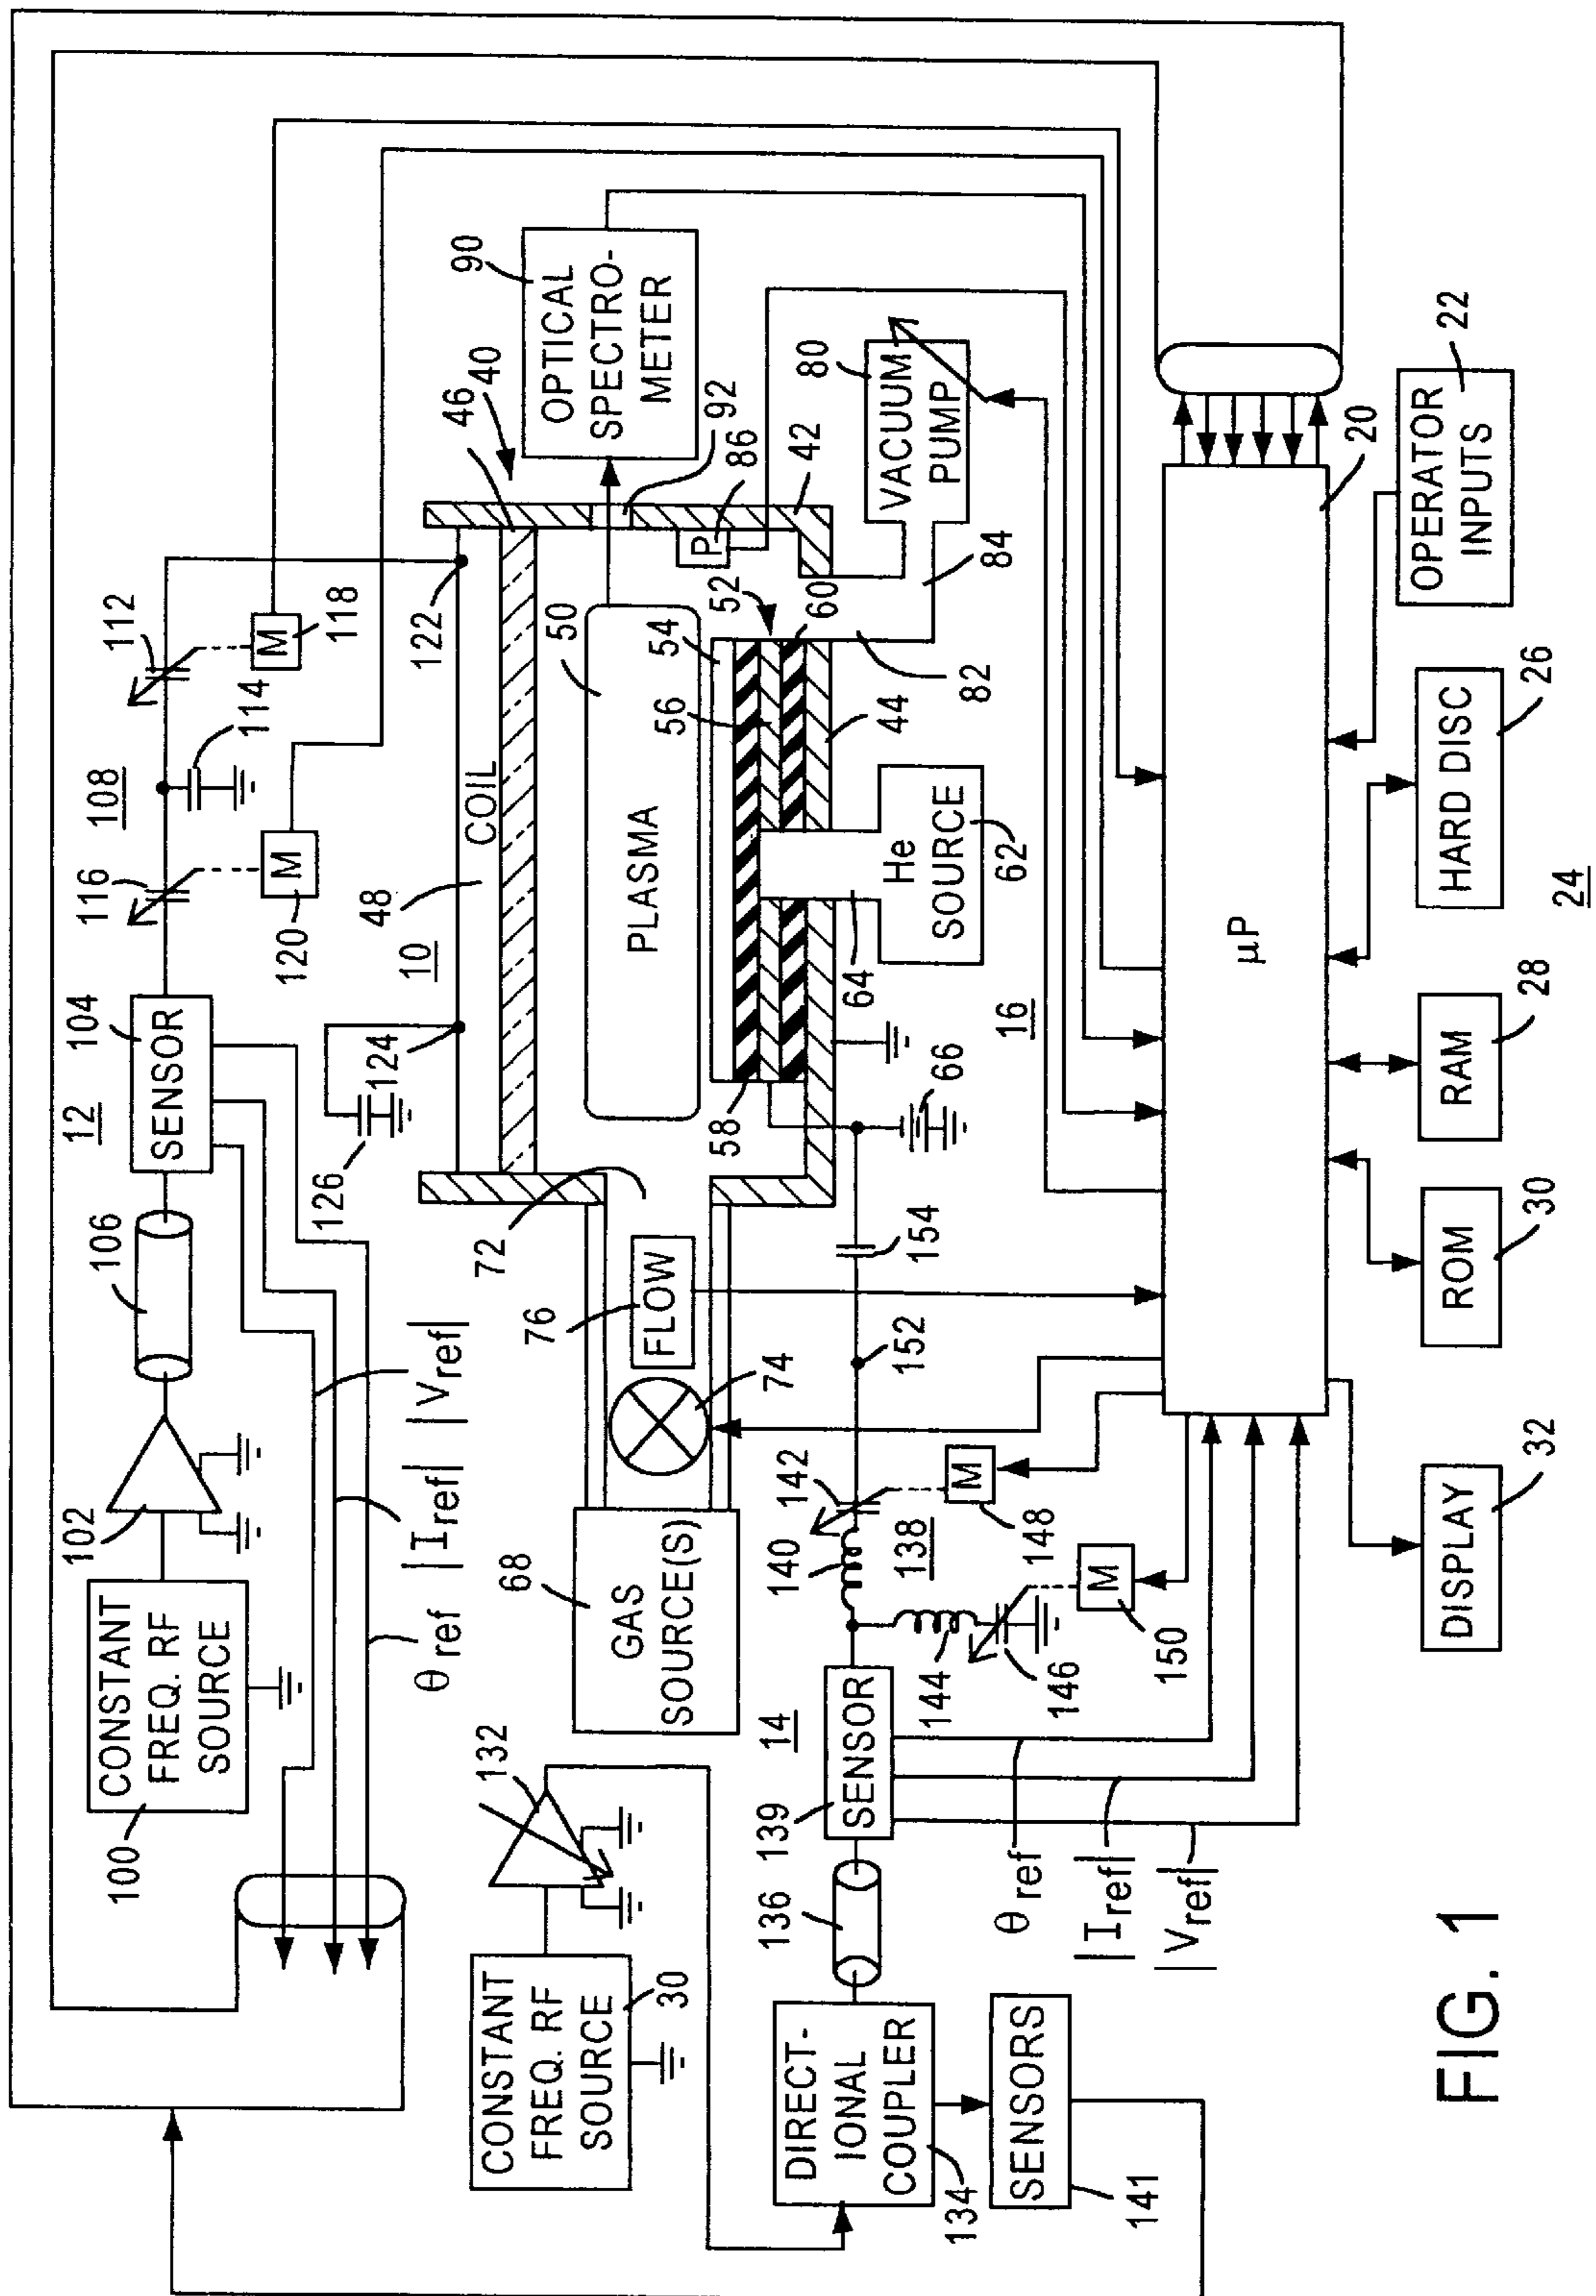 100
CONSTANT
FREQ. RF
SOURCE
102
106
12
104
SENSOR
116
108
114
112
M
120
M
118
θref
|Iref|
|Vref|
126
124
10
48
COIL
122
46
40
90
OPTICAL
SPECTRO-
METER
92
86
P
42
50
PLASMA
54
52
56
58
60
44
82
84
80
VACUUM
PUMP
He
SOURCE
62
64
66
16
72
76
FLOW
74
68
GAS
SOURCE(S)
132
CONSTANT
FREQ. RF
SOURCE
30
14
139
SENSOR
136
DIRECT-
IONAL
COUPLER
134
SENSORS
141
140
142
138
144
146
M
148
M
150
152
154
θref
|Iref|
|Vref|
μP
20
OPERATOR
INPUTS
22
HARD DISC
26
24
RAM
28
ROM
30
DISPLAY
32
FIG. 1